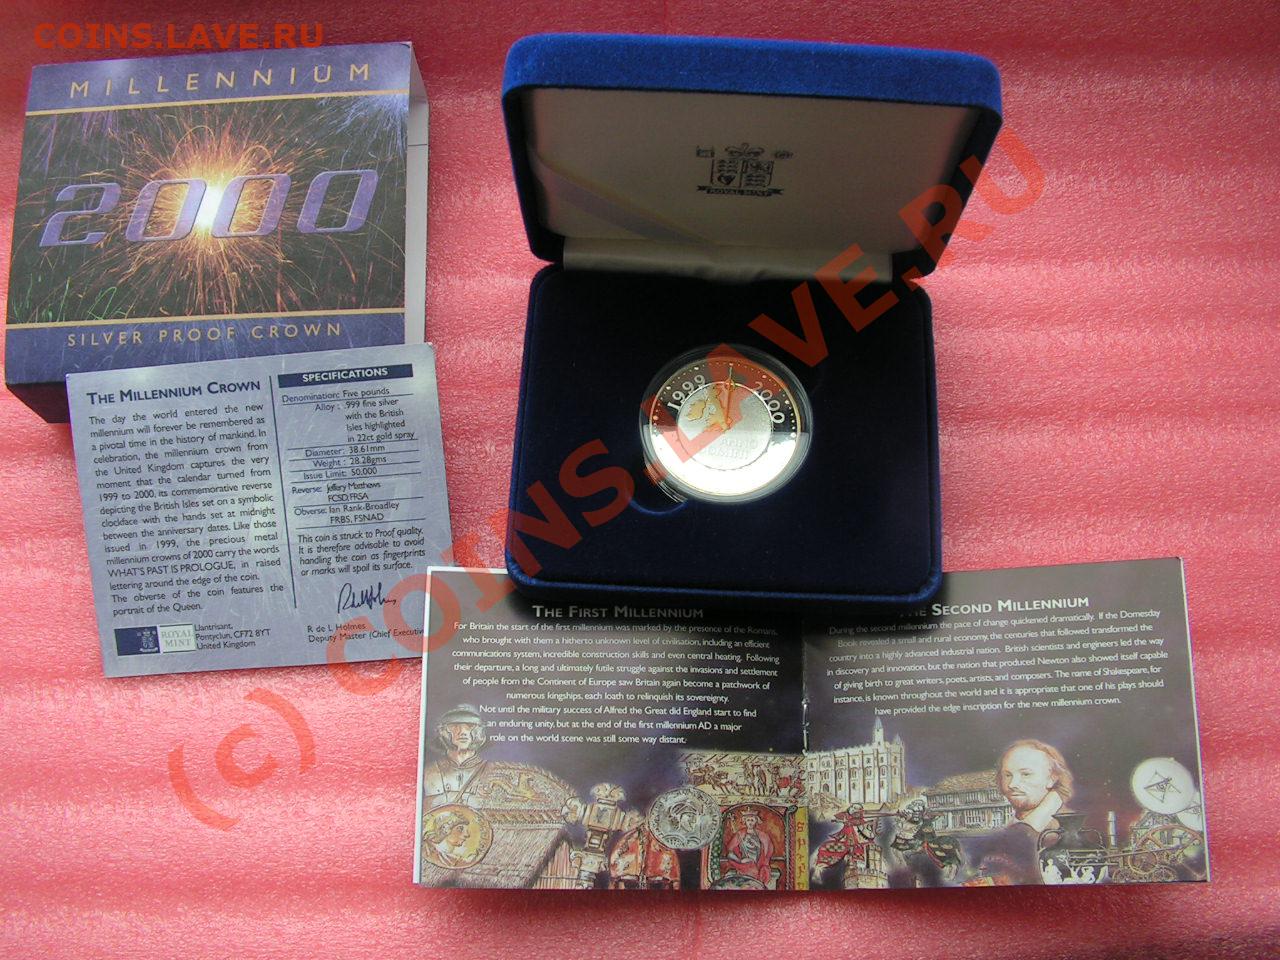 COINS.LAVE.RU
MILLENNIUM
2000
SILVER PROOF CROWN
THE MILLENNIUM CROWN
The day the world entered the new
millennium will forever be remembered as
a pivotal time in the history of mankind. In
celebration, the millennium crown from
the United Kingdom captures the very
moment that the calendar turned from
1999 to 2000, its commemorative reverse
depicting the British Isles set on a symbolic
clockface with the hands set at midnight
between the anniversary dates. Like those
issued in 1999, the precious metal
millennium crowns of 2000 carry the words
WHAT'S PAST IS PROLOGUE, in raised
lettering around the edge of the coin.
The obverse of the coin features the
portrait of the Queen.
ROYAL
MINT
Llantrisant,
Pontyclun, CF72 8YT
United Kingdom
SPECIFICATIONS
Denomination: Five pounds
Alloy: .999 fine silver
with the British
Isles highlighted
in 22ct gold spray
Diameter: 38.61mm
Weight: 28.28gms
Issue Limit: 50,000
Reverse: Jeffery Matthews
FCSD,FRSA
Obverse: Ian Rank-Broadley
FRBS, FSNAD
This coin is struck to Proof quality.
It is therefore advisable to avoid
handling the coin as fingerprints
or marks will spoil its surface.
R de L Holmes
Deputy Master (Chief Executive
ROYAL MINT
1999 2000
ANNO
DOMINI
THE FIRST MILLENNIUM
For Britain the start of the first millennium was marked by the presence of the Romans,
who brought with them a hitherto unknown level of civilisation, including an efficient
communications system, incredible construction skills and even central heating. Following
their departure, a long and ultimately futile struggle against the invasions and settlement
of people from the Continent of Europe saw Britain again become a patchwork of
numerous kingships, each loath to relinquish its sovereignty.
Not until the military success of Alfred the Great did England start to find
an enduring unity, but at the end of the first millennium AD a major
role on the world scene was still some way distant.
THE SECOND MILLENNIUM
During the second millennium the pace of change quickened dramatically. If the Domesday
Book revealed a small and rural economy, the centuries that followed transformed the
country into a highly advanced industrial nation. British scientists and engineers led the way
in discovery and innovation, but the nation that produced Newton also showed itself capable
of giving birth to great writers, poets, artists, and composers. The name of Shakespeare, for
instance, is known throughout the world and it is appropriate that one of his plays should
have provided the edge inscription for the new millennium crown.
(c) COINS.LAVE.RU